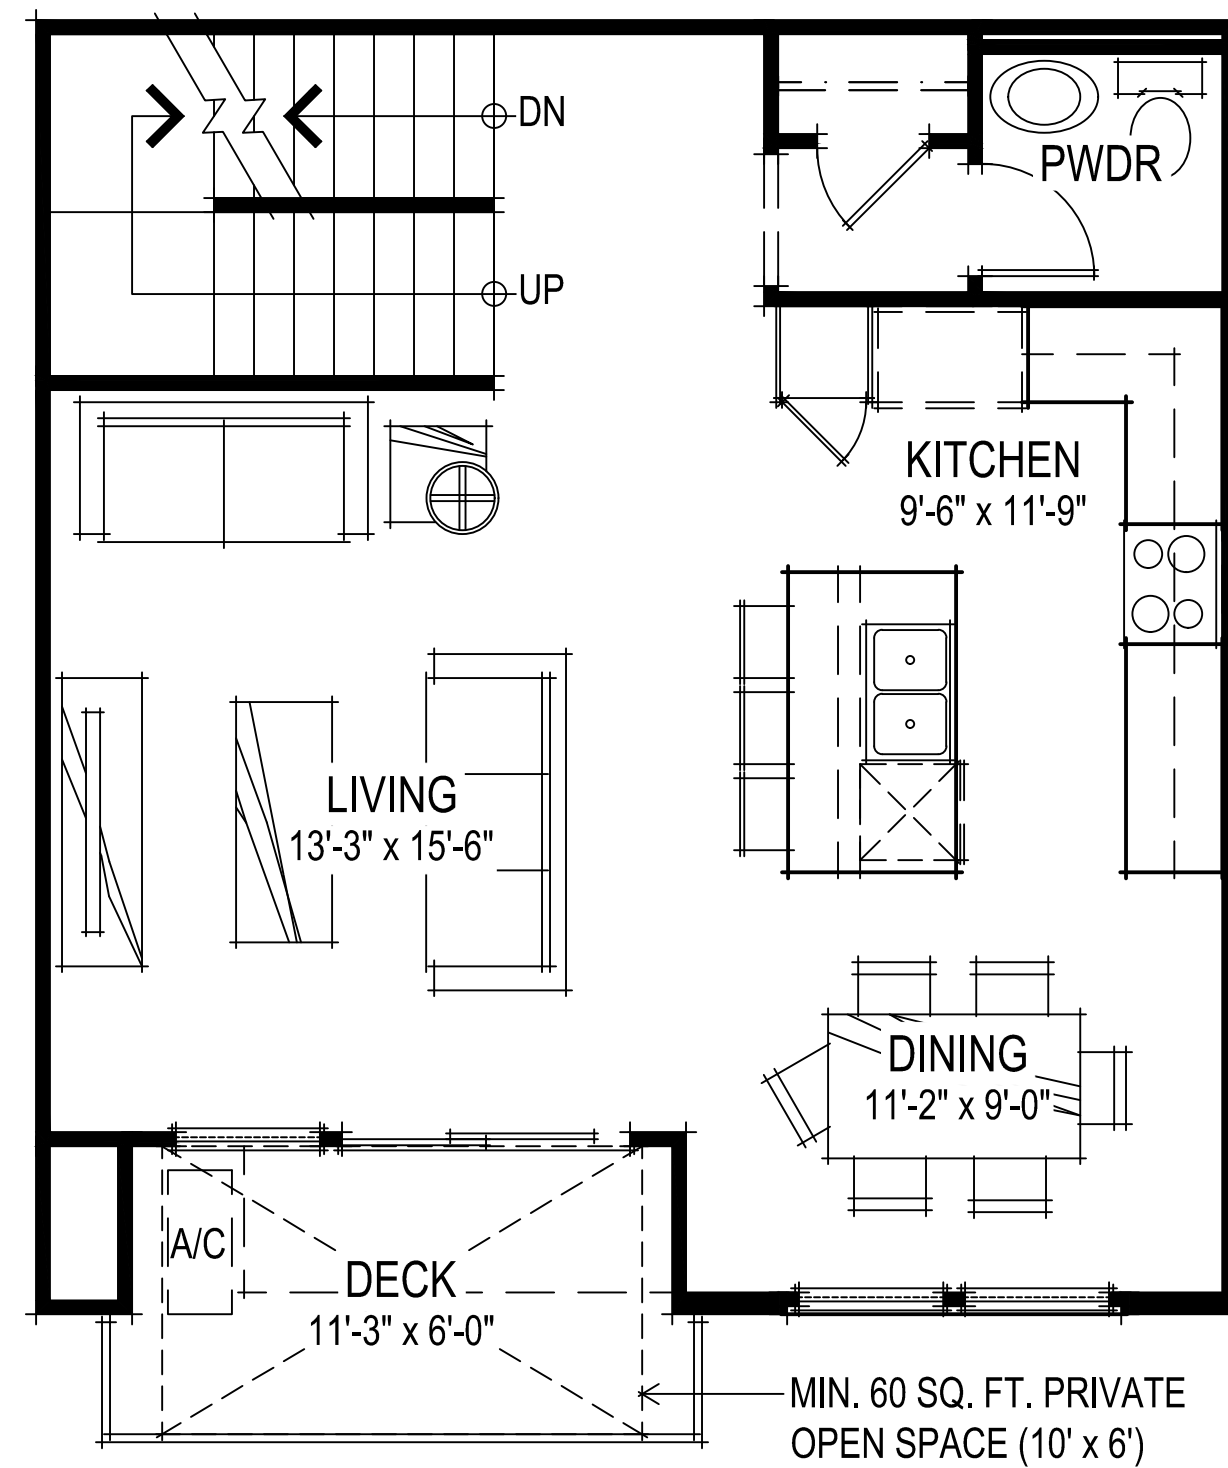 DN
PWDR
UP
KITCHEN
9'-6" x 11'-9"
LIVING
13'-3" x 15'-6"
DINING
11'-2" x 9'-0"
A/C
DECK
11'-3" x 6'-0"
MIN. 60 SQ. FT. PRIVATE
OPEN SPACE (10' x 6')